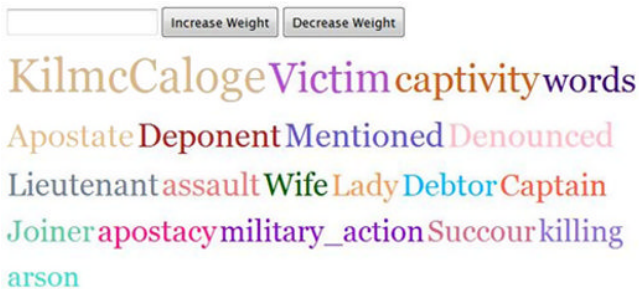 Increase Weight Decrease Weight
KilmcCaloge Victim captivity words
Apostate Deponent Mentioned Denounced
Lieutenant assault Wife Lady Debtor Captain
Joiner apostacy military_action Succour killing
arson